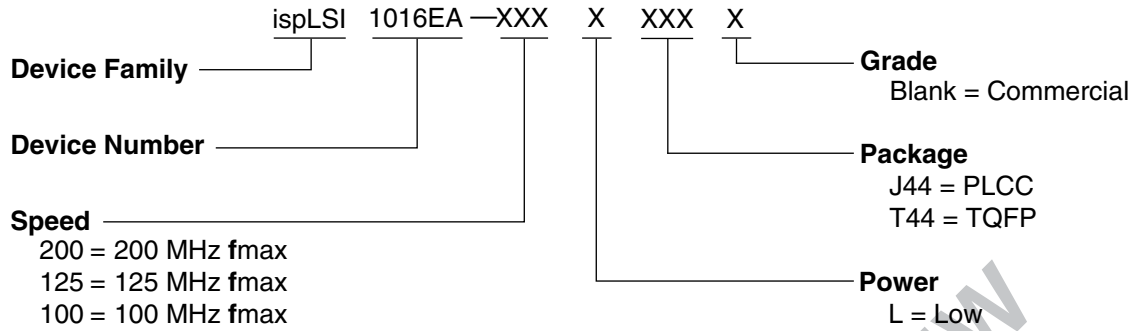 ispLSI 1016EA —XXX X XXX X
Device Family
Grade
Blank = Commercial
Device Number
Package
J44 = PLCC
T44 = TQFP
Speed
200 = 200 MHz fmax
125 = 125 MHz fmax
100 = 100 MHz fmax
Power
L = Low